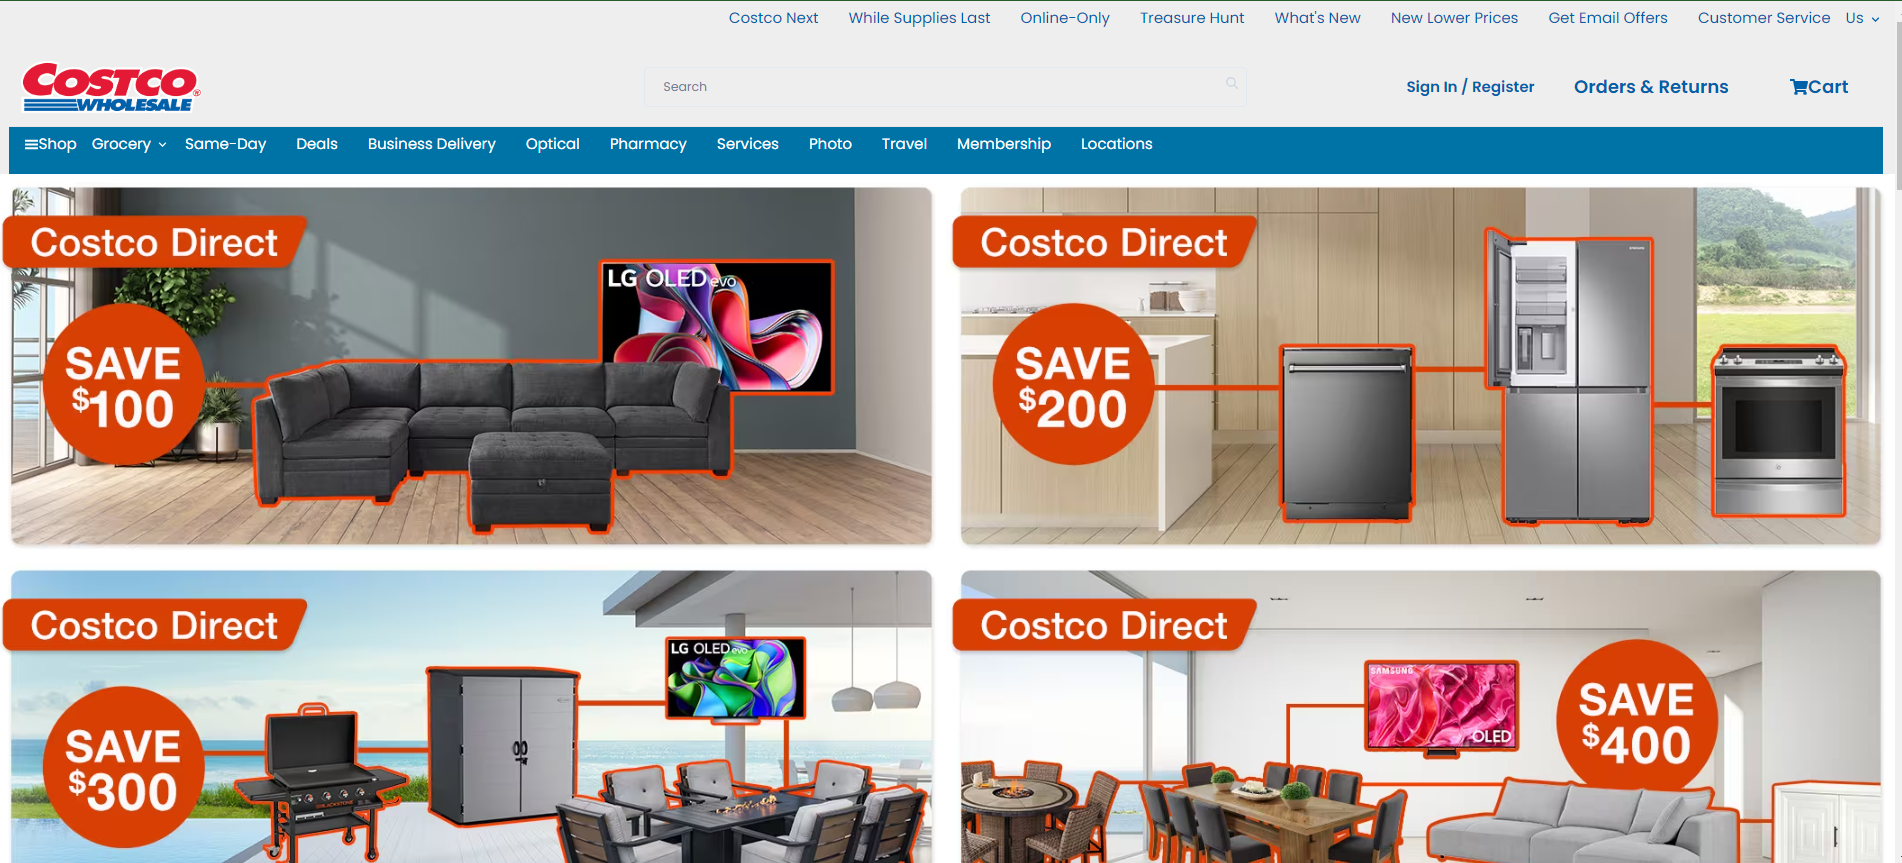 Costco Next While Supplies Last Online-Only Treasure Hunt What's New New Lower Prices Get Email Offers Customer Service Us
COSTCO®
WHOLESALE
Search
Sign In / Register
Orders & Returns
Cart
Shop Grocery Same-Day Deals Business Delivery Optical Pharmacy Services Photo Travel Membership Locations
Costco Direct
SAVE
$100
LG OLED evo
Costco Direct
SAVE
$200
SAMSUNG
Costco Direct
SAVE
$300
LG OLED evo
BLACKSTONE
Costco Direct
SAMSUNG
OLED
SAVE
$400